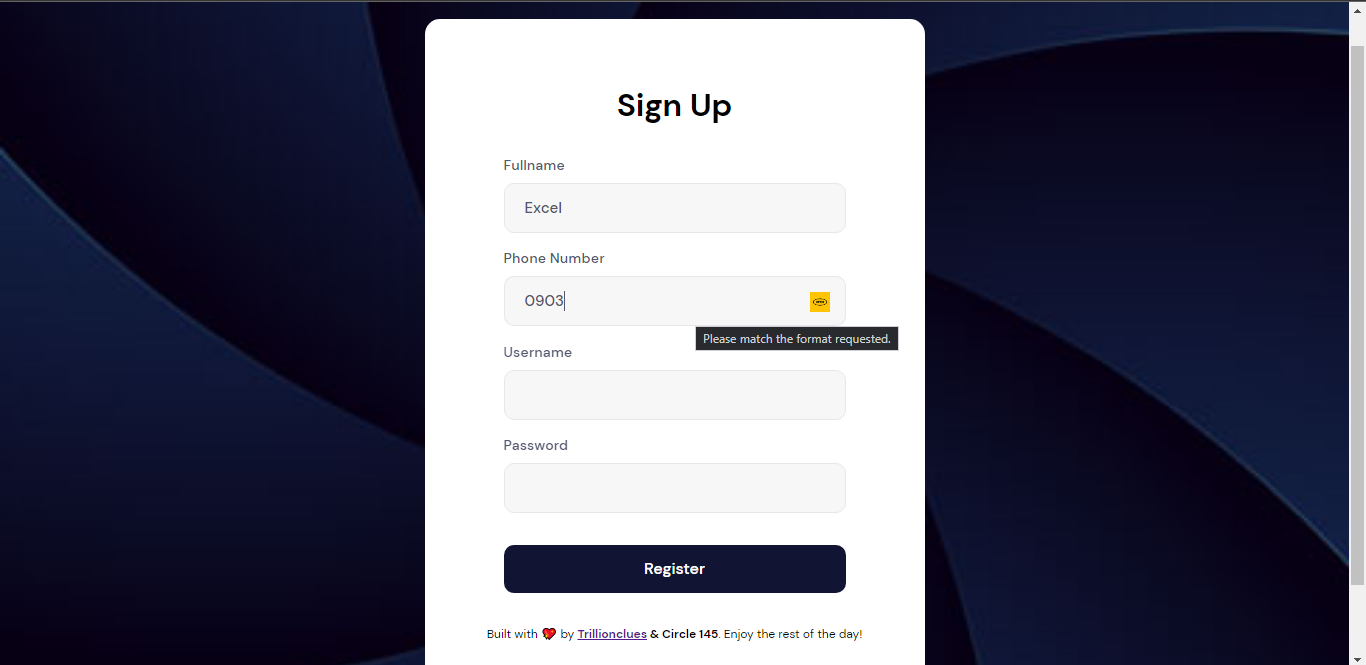 Sign Up
Fullname
Excel
Phone Number
0903
Please match the format requested.
Username
Password
Register
Built with ❤️ by Trillionclues & Circle 145. Enjoy the rest of the day!